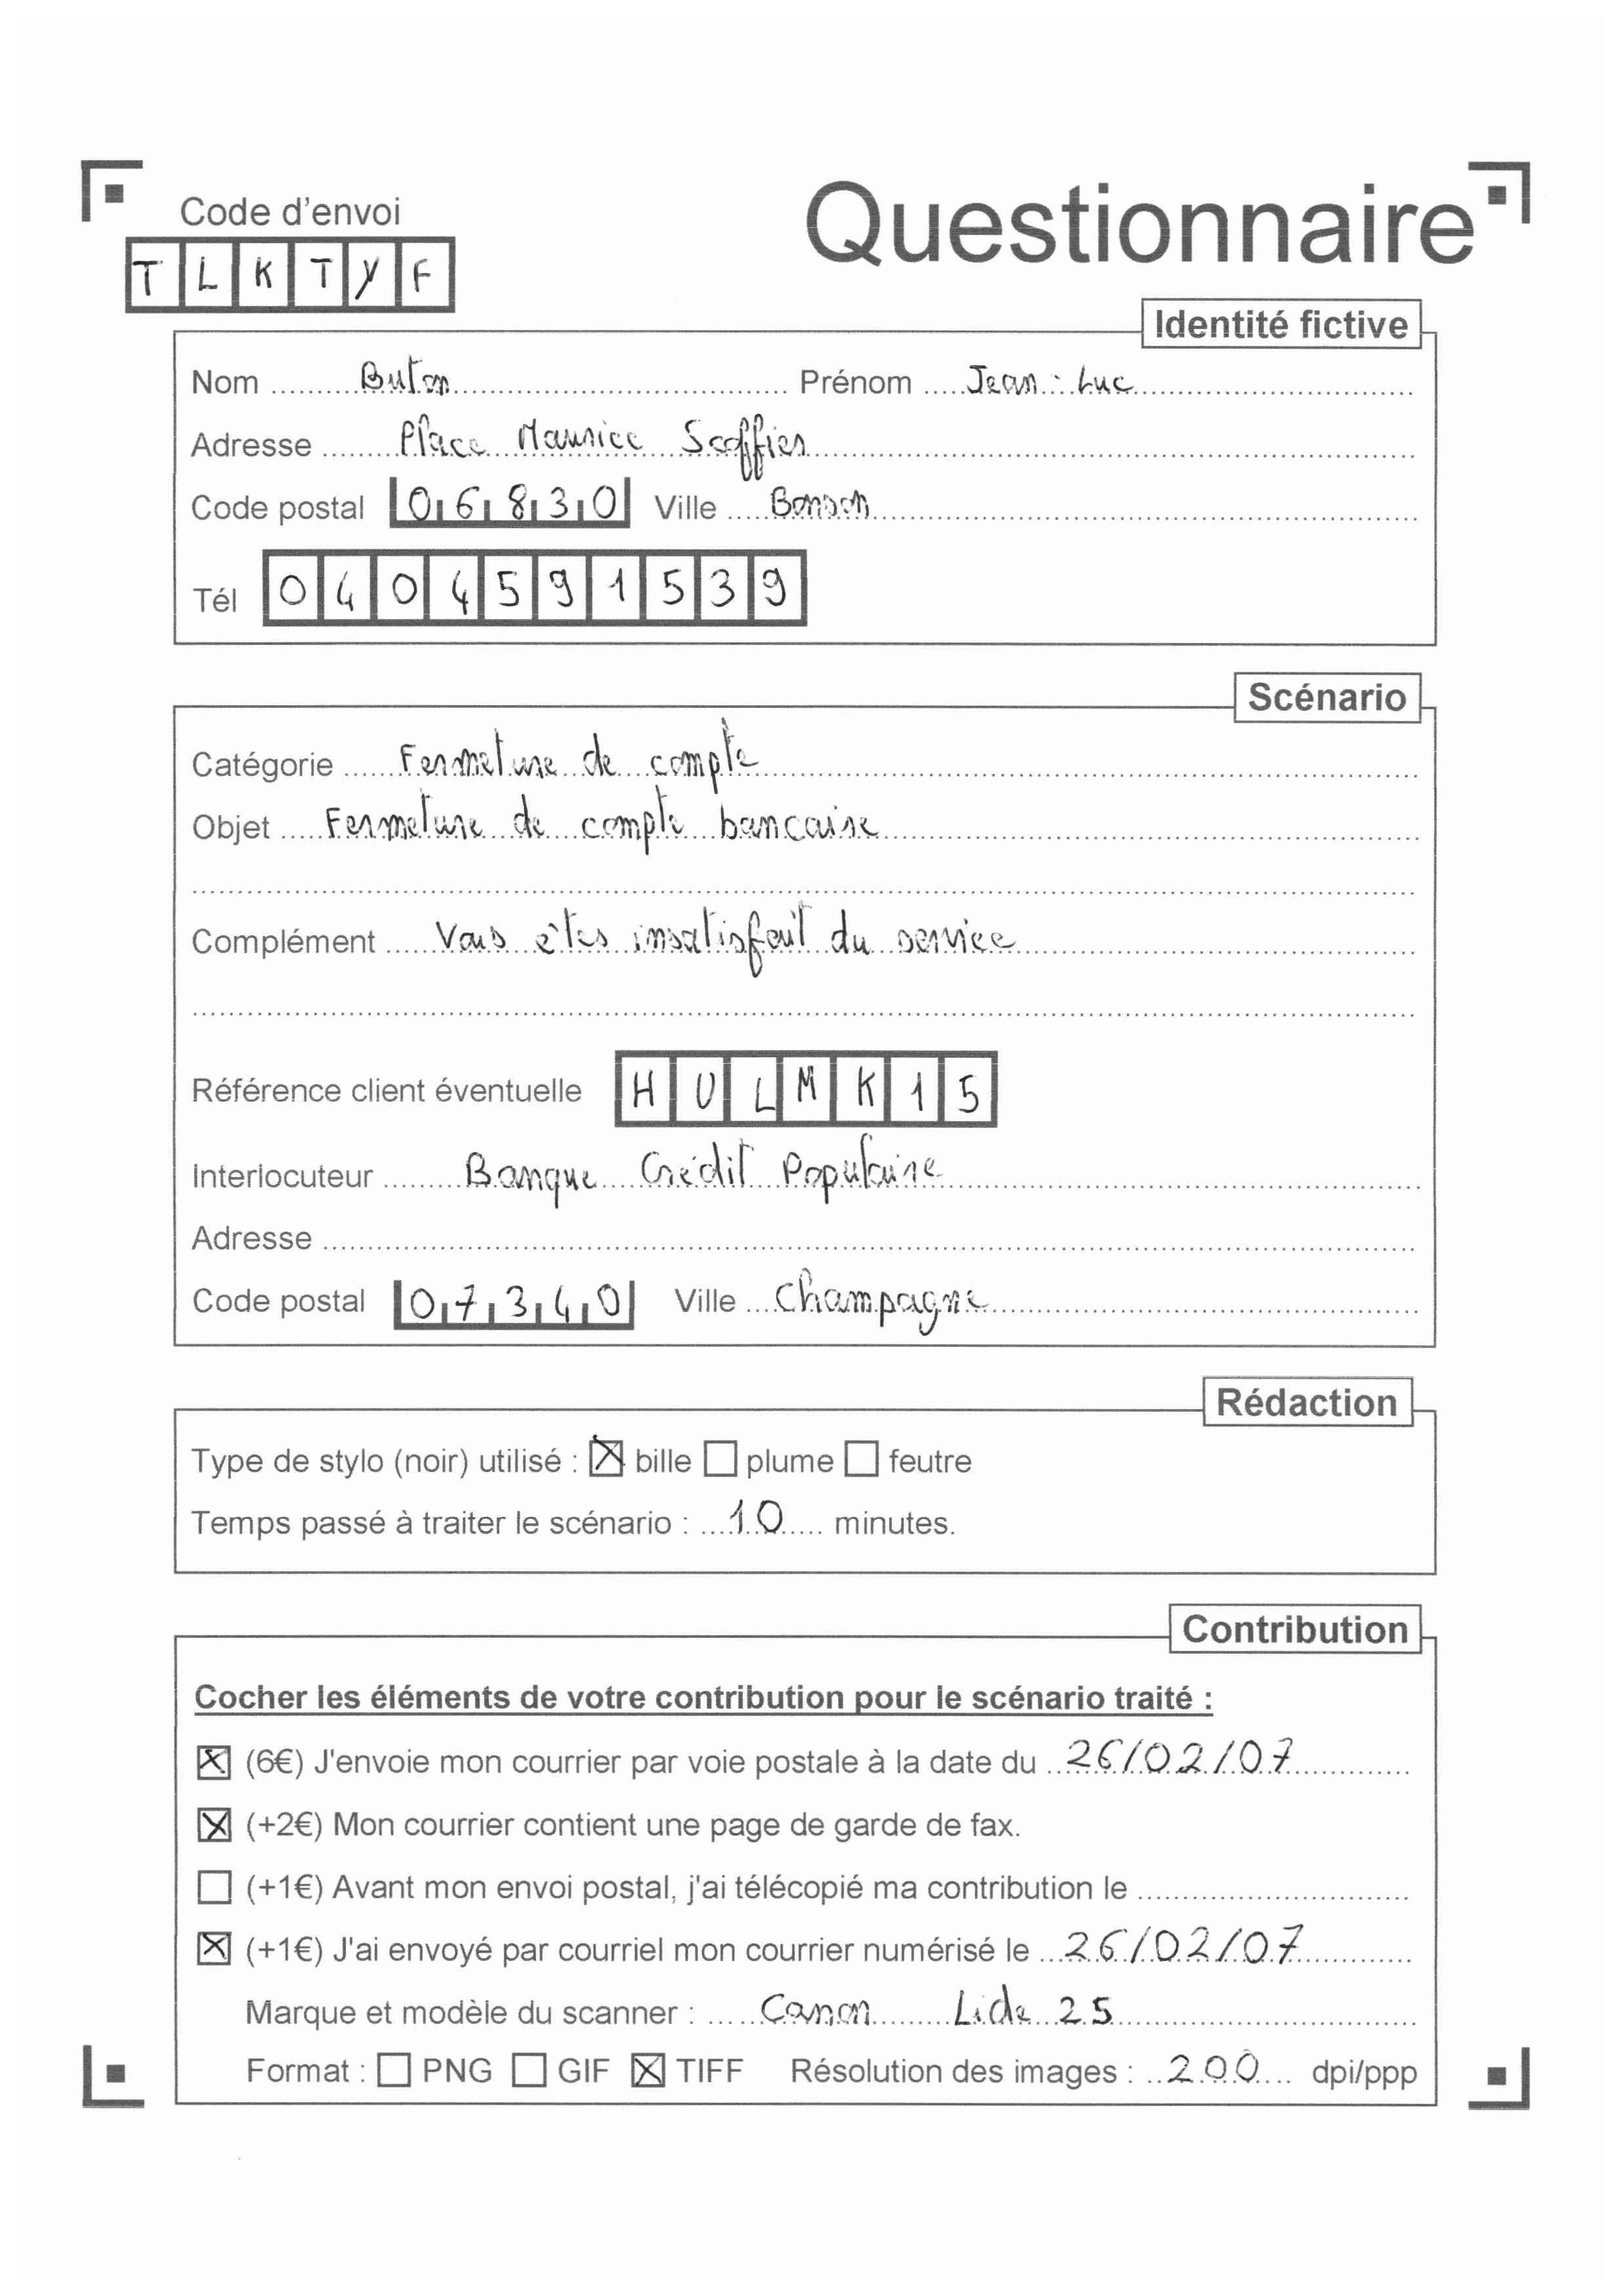 Code d'envoi
Questionnaire
TLKTYF
Identité fictive
Nom Buton Prénom Jean-Luc
Adresse Place Maurice Scoffies
Code postal 06830 Ville Bonson
Tél 0404591539
Scénario
Catégorie Fermeture de compte
Objet Fermeture de compte bancaire
Complément Vous êtes insatisfait du service
Référence client éventuelle HULMK15
Interlocuteur Banque Crédit Populaire
Adresse
Code postal 07340 Ville Champagne
Rédaction
Type de stylo (noir) utilisé : ☒ bille ☐ plume ☐ feutre
Temps passé à traiter le scénario : 10 minutes.
Contribution
Cocher les éléments de votre contribution pour le scénario traité :
☒ (6€) J'envoie mon courrier par voie postale à la date du 26/02/07
☒ (+2€) Mon courrier contient une page de garde de fax.
☐ (+1€) Avant mon envoi postal, j'ai télécopié ma contribution le
☒ (+1€) J'ai envoyé par courriel mon courrier numérisé le 26/02/07
Marque et modèle du scanner : Canon Lide 25
Format : ☐ PNG ☐ GIF ☒ TIFF Résolution des images : 200 dpi/ppp